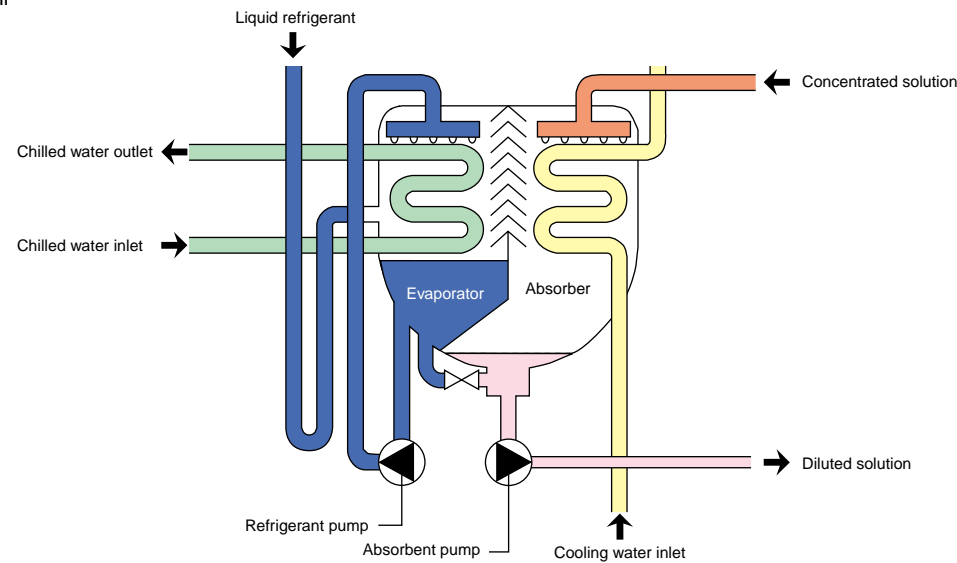 Liquid refrigerant
Concentrated solution
Chilled water outlet
Chilled water inlet
Evaporator
Absorber
Diluted solution
Refrigerant pump
Absorbent pump
Cooling water inlet